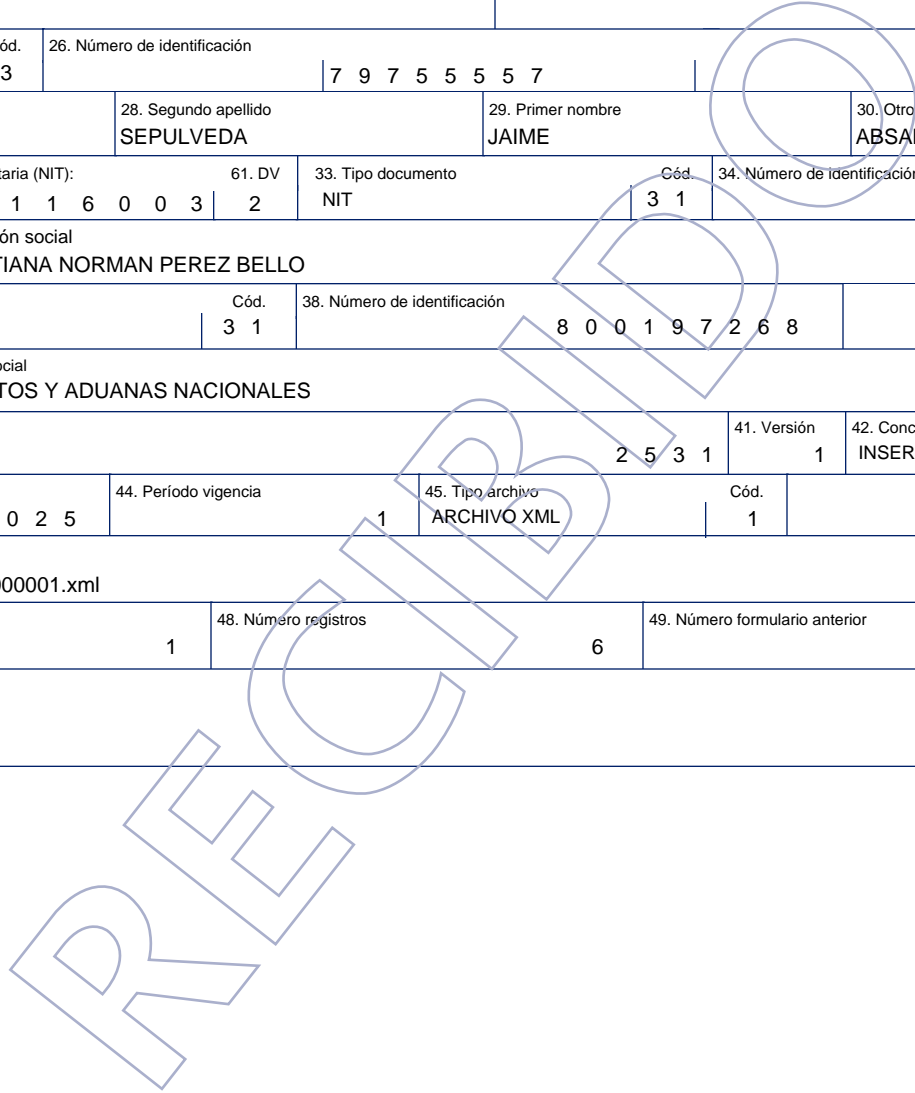 ód. 26. Número de identificación
3 7 9 7 5 5 5 5 7
28. Segundo apellido 29. Primer nombre 30. Otro
SEPULVEDA JAIME ABSA
taria (NIT): 61. DV 33. Tipo documento Cód. 34. Número de identificación
1 1 6 0 0 3 2 NIT 3 1
ón social
TIANA NORMAN PEREZ BELLO
Cód. 38. Número de identificación
3 1 8 0 0 1 9 7 2 6 8
ocial
TOS Y ADUANAS NACIONALES
41. Versión 42. Conc
2 5 3 1 1 INSER
44. Período vigencia 45. Tipo archivo Cód.
0 2 5 1 ARCHIVO XML 1
000001.xml
48. Número registros 49. Número formulario anterior
1 6
RECIBIDO